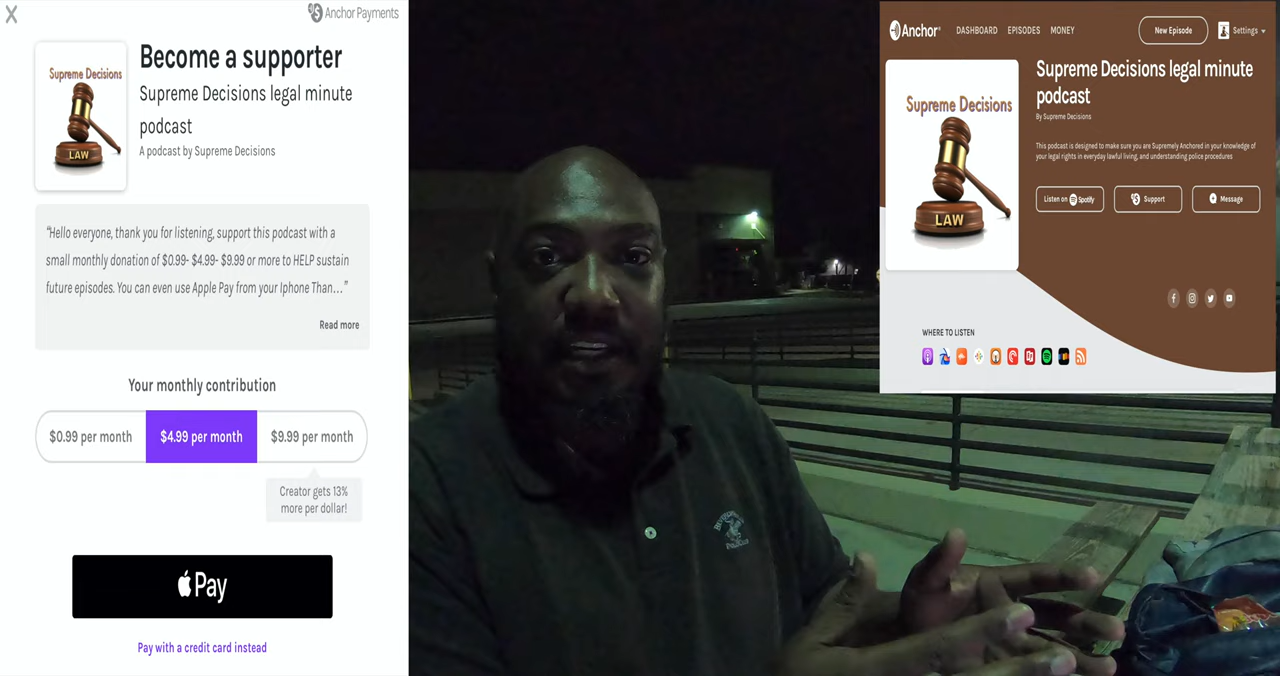 Anchor Payments
Supreme Decisions
LAW
Become a supporter
Supreme Decisions legal minute
podcast
A podcast by Supreme Decisions
“Hello everyone, thank you for listening, support this podcast with a
small monthly donation of $0.99- $4.99- $9.99 or more to HELP sustain
future episodes. You can even use Apple Pay from your Iphone Than...”
Read more
Your monthly contribution
$0.99 per month
$4.99 per month
$9.99 per month
Creator gets 13%
more per dollar!
Pay
Pay with a credit card instead
Anchor
DASHBOARD
EPISODES
MONEY
New Episode
Settings
Supreme Decisions
LAW
Supreme Decisions legal minute
podcast
By Supreme Decisions
This podcast is designed to make sure you are Supremely Anchored in your knowledge of
your legal rights in everyday lawful living, and understanding police procedures
Listen on Spotify
Support
Message
WHERE TO LISTEN